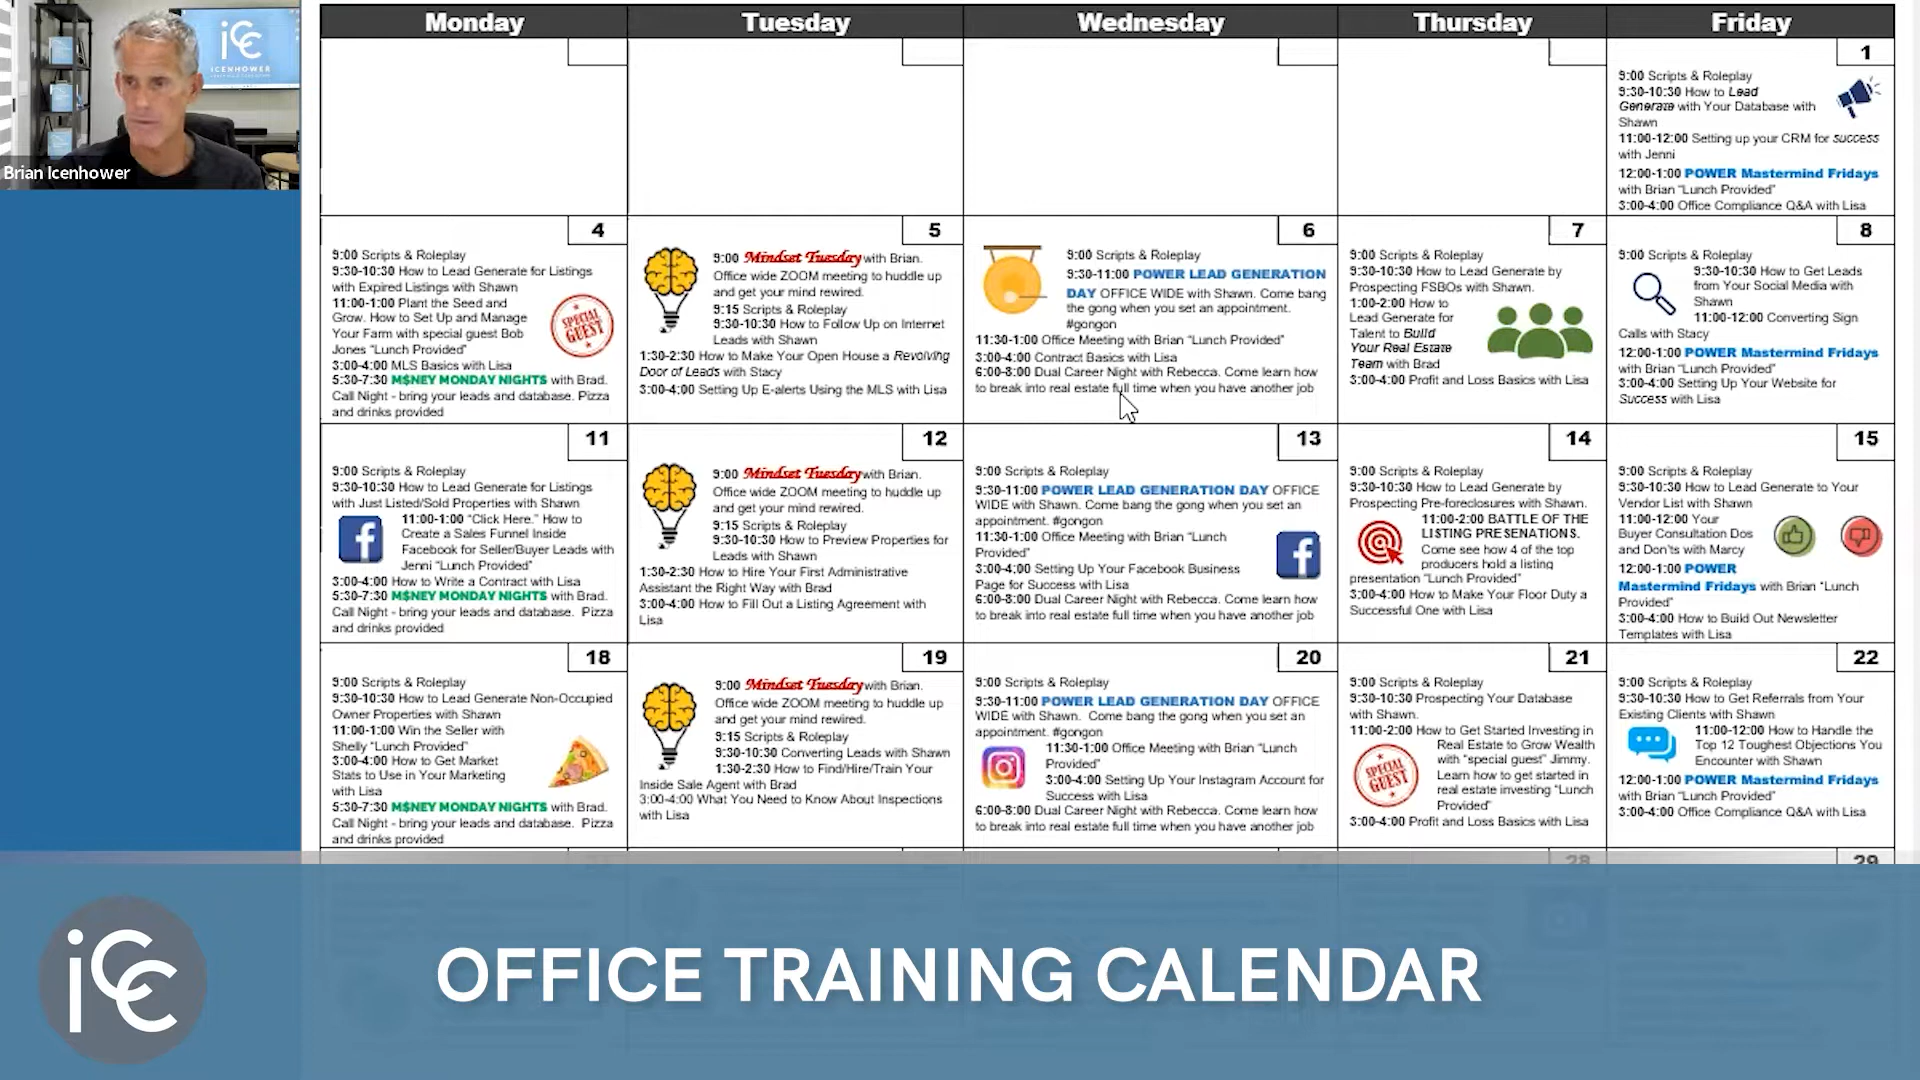 iCC
ICENHOWER
Brian Icenhower
Monday
Tuesday
Wednesday
Thursday
Friday
1
9:00 Scripts & Roleplay
9:30-10:30 How to Lead
Generate with Your Database with
Shawn
11:00-12:00 Setting up your CRM for success
with Jenni
12:00-1:00 POWER Mastermind Fridays
with Brian "Lunch Provided"
3:00-4:00 Office Compliance Q&A with Lisa
4
9:00 Scripts & Roleplay
9:30-10:30 How to Lead Generate for Listings
with Expired Listings with Shawn
11:00-1:00 Plant the Seed and
Grow. How to Set Up and Manage
Your Farm with special guest Bob
Jones "Lunch Provided"
3:00-4:00 MLS Basics with Lisa
5:30-7:30 M$NEY MONDAY NIGHTS with Brad.
Call Night - bring your leads and database. Pizza
and drinks provided
SPECIAL
GUEST
5
9:00 Mindset Tuesday with Brian.
Office wide ZOOM meeting to huddle up
and get your mind rewired.
9:15 Scripts & Roleplay
9:30-10:30 How to Follow Up on Internet
Leads with Shawn
1:30-2:30 How to Make Your Open House a Revolving
Door of Leads with Stacy
3:00-4:00 Setting Up E-alerts Using the MLS with Lisa
6
9:00 Scripts & Roleplay
9:30-11:00 POWER LEAD GENERATION
DAY OFFICE WIDE with Shawn. Come bang
the gong when you set an appointment.
#gongon
11:30-1:00 Office Meeting with Brian "Lunch Provided"
3:00-4:00 Contract Basics with Lisa
6:00-8:00 Dual Career Night with Rebecca. Come learn how
to break into real estate full time when you have another job
7
9:00 Scripts & Roleplay
9:30-10:30 How to Lead Generate by
Prospecting FSBOs with Shawn.
1:00-2:00 How to
Lead Generate for
Talent to Build
Your Real Estate
Team with Brad
3:00-4:00 Profit and Loss Basics with Lisa
8
9:00 Scripts & Roleplay
9:30-10:30 How to Get Leads
from Your Social Media with
Shawn
11:00-12:00 Converting Sign
Calls with Stacy
12:00-1:00 POWER Mastermind Fridays
with Brian "Lunch Provided"
3:00-4:00 Setting Up Your Website for
Success with Lisa
11
9:00 Scripts & Roleplay
9:30-10:30 How to Lead Generate for Listings
with Just Listed/Sold Properties with Shawn
11:00-1:00 "Click Here." How to
Create a Sales Funnel Inside
Facebook for Seller/Buyer Leads with
Jenni "Lunch Provided"
3:00-4:00 How to Write a Contract with Lisa
5:30-7:30 M$NEY MONDAY NIGHTS with Brad.
Call Night - bring your leads and database. Pizza
and drinks provided
12
9:00 Mindset Tuesday with Brian.
Office wide ZOOM meeting to huddle up
and get your mind rewired.
9:15 Scripts & Roleplay
9:30-10:30 How to Preview Properties for
Leads with Shawn
1:30-2:30 How to Hire Your First Administrative
Assistant the Right Way with Brad
3:00-4:00 How to Fill Out a Listing Agreement with
Lisa
13
9:00 Scripts & Roleplay
9:30-11:00 POWER LEAD GENERATION DAY OFFICE
WIDE with Shawn. Come bang the gong when you set an
appointment. #gongon
11:30-1:00 Office Meeting with Brian "Lunch
Provided"
3:00-4:00 Setting Up Your Facebook Business
Page for Success with Lisa
6:00-8:00 Dual Career Night with Rebecca. Come learn how
to break into real estate full time when you have another job
14
9:00 Scripts & Roleplay
9:30-10:30 How to Lead Generate by
Prospecting Pre-foreclosures with Shawn.
11:00-2:00 BATTLE OF THE
LISTING PRESENATIONS.
Come see how 4 of the top
producers hold a listing
presentation "Lunch Provided"
3:00-4:00 How to Make Your Floor Duty a
Successful One with Lisa
15
9:00 Scripts & Roleplay
9:30-10:30 How to Lead Generate to Your
Vendor List with Shawn
11:00-12:00 Your
Buyer Consultation Dos
and Don'ts with Marcy
12:00-1:00 POWER
Mastermind Fridays with Brian "Lunch
Provided"
3:00-4:00 How to Build Out Newsletter
Templates with Lisa
18
9:00 Scripts & Roleplay
9:30-10:30 How to Lead Generate Non-Occupied
Owner Properties with Shawn
11:00-1:00 Win the Seller with
Shelly "Lunch Provided"
3:00-4:00 How to Get Market
Stats to Use in Your Marketing
with Lisa
5:30-7:30 M$NEY MONDAY NIGHTS with Brad.
Call Night - bring your leads and database. Pizza
and drinks provided
19
9:00 Mindset Tuesday with Brian.
Office wide ZOOM meeting to huddle up
and get your mind rewired.
9:15 Scripts & Roleplay
9:30-10:30 Converting Leads with Shawn
1:30-2:30 How to Find/Hire/Train Your
Inside Sale Agent with Brad
3:00-4:00 What You Need to Know About Inspections
with Lisa
20
9:00 Scripts & Roleplay
9:30-11:00 POWER LEAD GENERATION DAY OFFICE
WIDE with Shawn. Come bang the gong when you set an
appointment. #gongon
11:30-1:00 Office Meeting with Brian "Lunch
Provided"
3:00-4:00 Setting Up Your Instagram Account for
Success with Lisa
6:00-8:00 Dual Career Night with Rebecca. Come learn how
to break into real estate full time when you have another job
21
9:00 Scripts & Roleplay
9:30-10:30 Prospecting Your Database
with Shawn.
11:00-2:00 How to Get Started Investing in
Real Estate to Grow Wealth
with "special guest" Jimmy.
Learn how to get started in
real estate investing "Lunch
Provided"
3:00-4:00 Profit and Loss Basics with Lisa
SPECIAL
GUEST
22
9:00 Scripts & Roleplay
9:30-10:30 How to Get Referrals from Your
Existing Clients with Shawn
11:00-12:00 How to Handle the
Top 12 Toughest Objections You
Encounter with Shawn
12:00-1:00 POWER Mastermind Fridays
with Brian "Lunch Provided"
3:00-4:00 Office Compliance Q&A with Lisa
28
29
iCC
OFFICE TRAINING CALENDAR